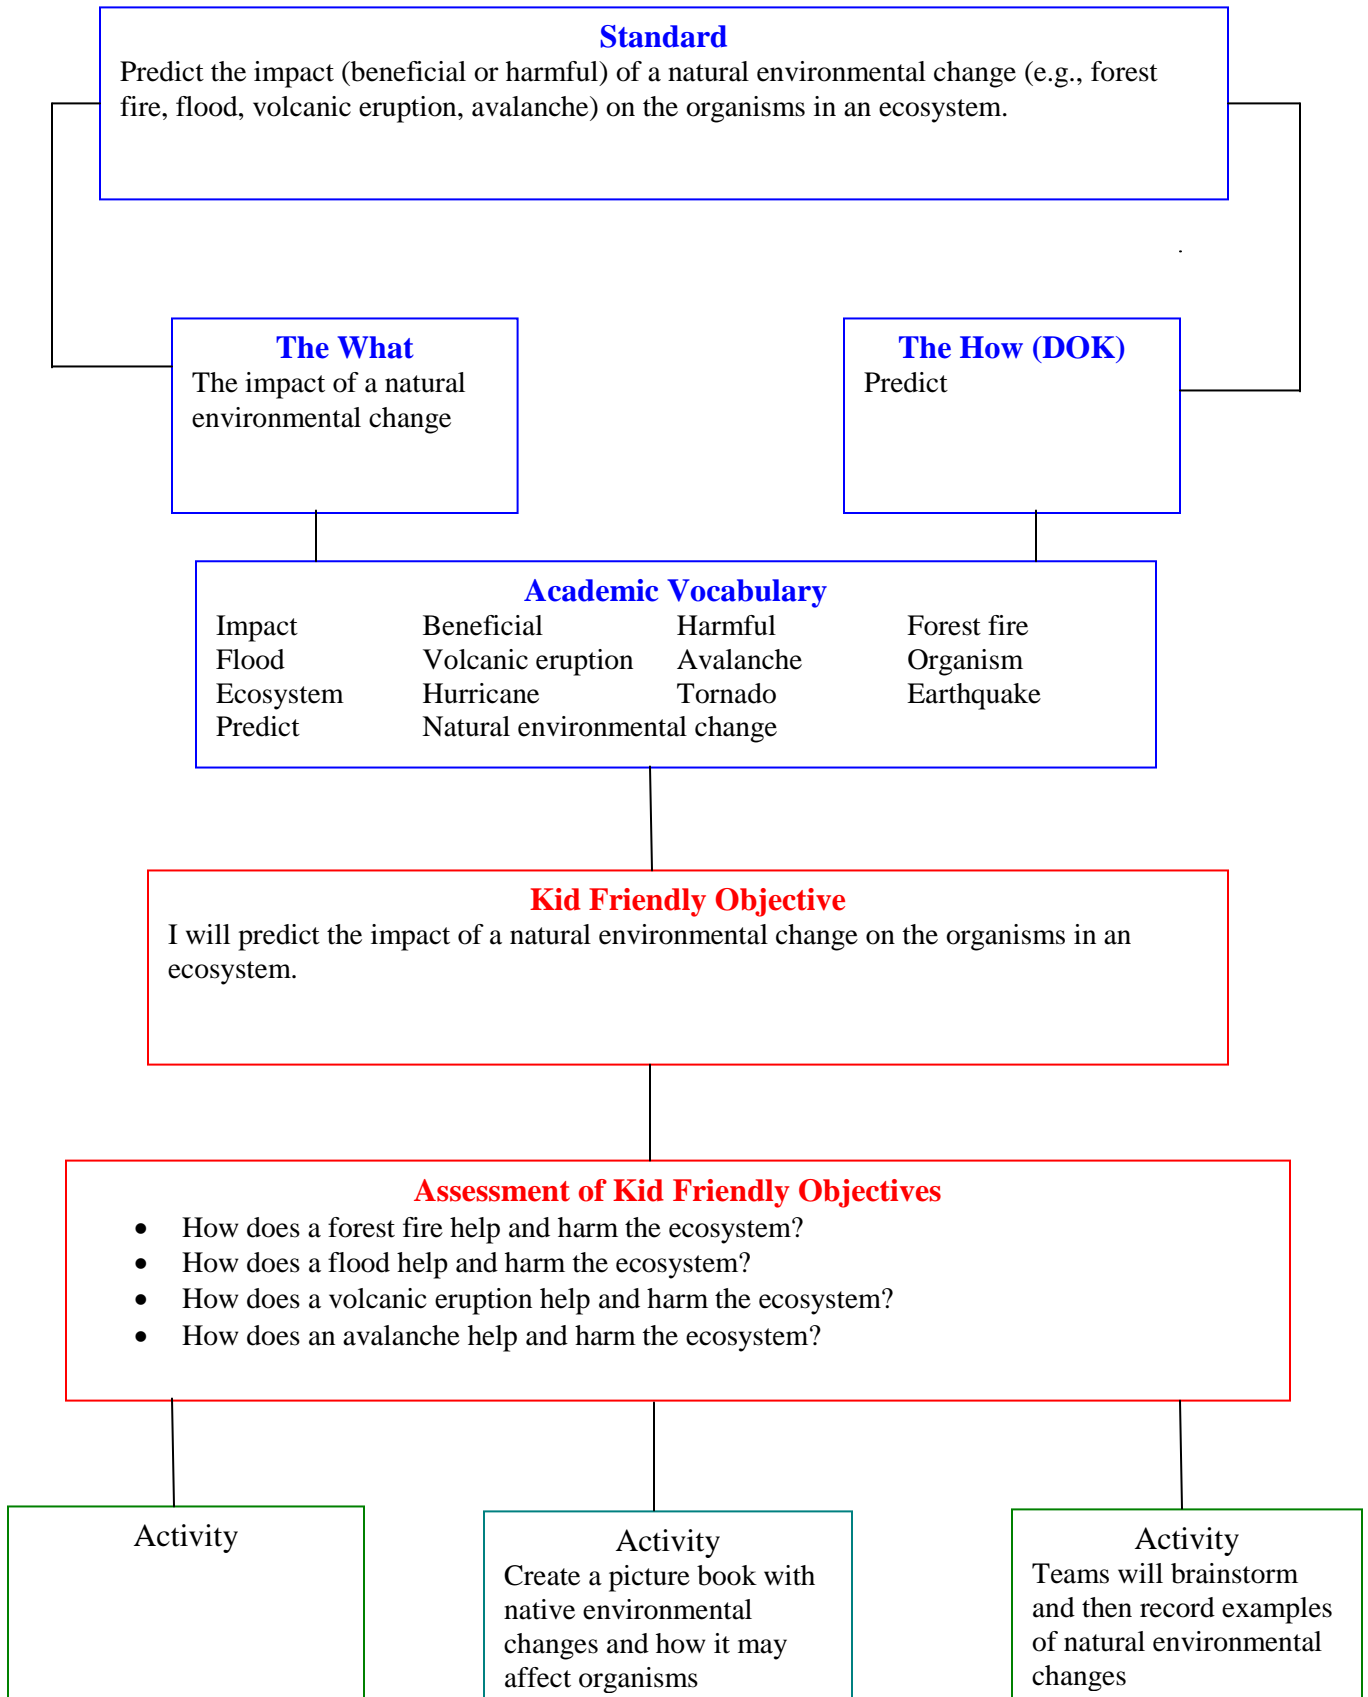 Standard
Predict the impact (beneficial or harmful) of a natural environmental change (e.g., forest
fire, flood, volcanic eruption, avalanche) on the organisms in an ecosystem.
The What
The impact of a natural
environmental change
The How (DOK)
Predict
Academic Vocabulary
Impact Beneficial Harmful Forest fire
Flood Volcanic eruption Avalanche Organism
Ecosystem Hurricane Tornado Earthquake
Predict Natural environmental change
Kid Friendly Objective
I will predict the impact of a natural environmental change on the organisms in an
ecosystem.
Assessment of Kid Friendly Objectives
• How does a forest fire help and harm the ecosystem?
• How does a flood help and harm the ecosystem?
• How does a volcanic eruption help and harm the ecosystem?
• How does an avalanche help and harm the ecosystem?
Activity
Activity
Create a picture book with
native environmental
changes and how it may
affect organisms
Activity
Teams will brainstorm
and then record examples
of natural environmental
changes